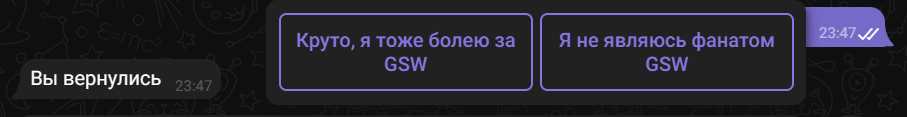 Круто, я тоже болею за
GSW
Я не являюсь фанатом
GSW
23:47
Вы вернулись 23:47